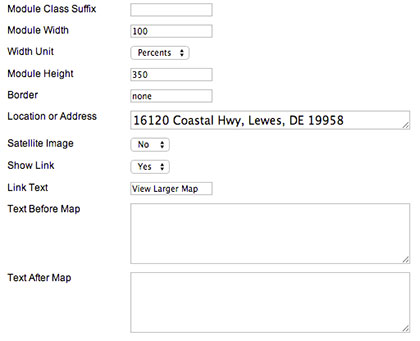 Module Class Suffix
Module Width 100
Width Unit Percents
Module Height 350
Border none
Location or Address 16120 Coastal Hwy, Lewes, DE 19958
Satellite Image No
Show Link Yes
Link Text View Larger Map
Text Before Map
Text After Map